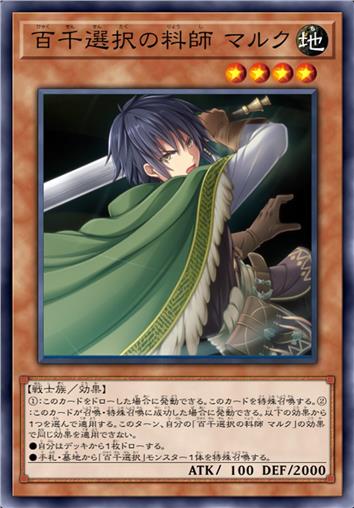 百千選択の料師 マルク
地
【戦士族／効果】
①:このカードをドローした場合に発動できる。このカードを特殊召喚する。②
:このカードが召喚・特殊召喚に成功した場合に発動できる。以下の効果から
1つを選んで適用する。このターン、自分の「百千選択の料師 マルク」の効果
で同じ効果を適用できない。
●自分はデッキから1枚ドローする。
●手札・墓地から「百千選択」モンスター1体を特殊召喚する。
ATK/ 100 DEF/2000